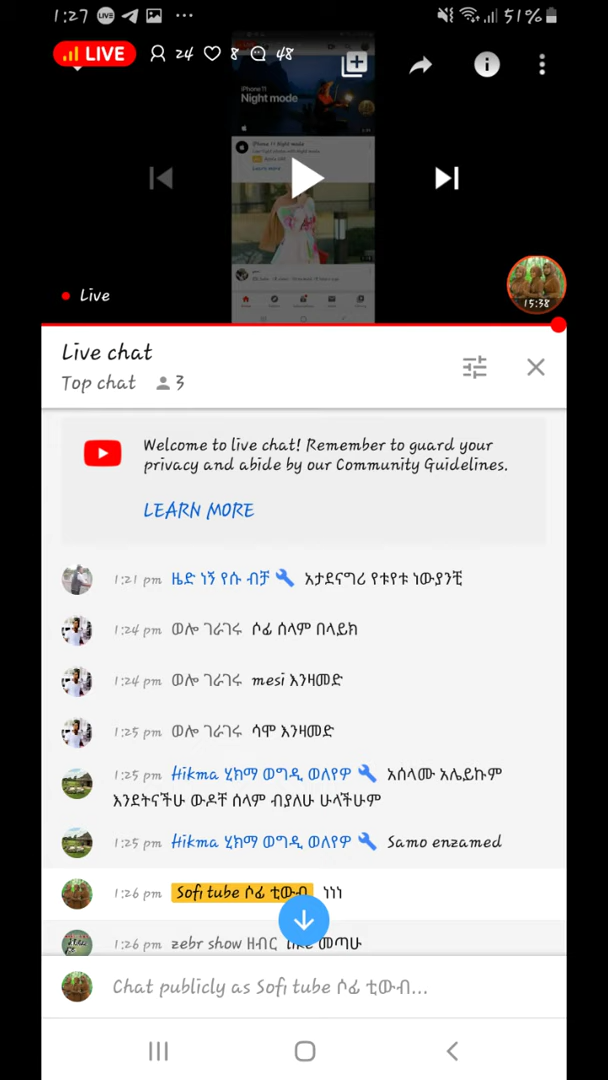 1:27 LIVE 51%
LIVE 24 8 48
iPhone 11
Night mode
Live
15:38
Live chat
Top chat 3
Welcome to live chat! Remember to guard your
privacy and abide by our Community Guidelines.
LEARN MORE
1:21 pm ዜድ ነኝ የሱ ብቻ አታደናግሪ የቱየቱ ነውያንቺ
1:24 pm ወሎ ገራገሩ ሶፊ ሰላም በላይክ
1:24 pm ወሎ ገራገሩ mesi እንዛመድ
1:25 pm ወሎ ገራገሩ ሳሞ እንዛመድ
1:25 pm Hikma ሂክማ ወግዲ ወለየዋ አሰላሙ አሌይኩም
እንደትናችሁ ውዶቸ ሰላም ብያለሁ ሁላችሁም
1:25 pm Hikma ሂክማ ወግዲ ወለየዋ Samo enzamed
1:26 pm Sofi tube ሶፊ ቲውብ ነነነ
1:26 pm zebr show ዘብር like መጣሁ
Chat publicly as Sofi tube ሶፊ ቲውብ...